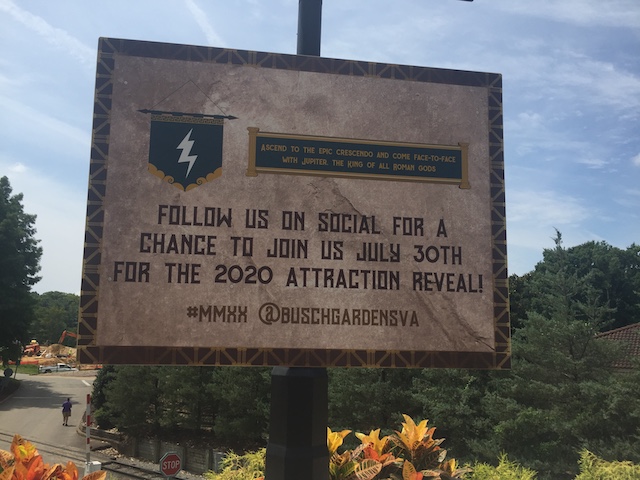 Ascend to the epic crescendo and come face-to-face
with Jupiter, the King of all Roman gods
FOLLOW US ON SOCIAL FOR A
CHANCE TO JOIN US JULY 30TH
FOR THE 2020 ATTRACTION REVEAL!
#MMXX @BUSCHGARDENSVA
STOP